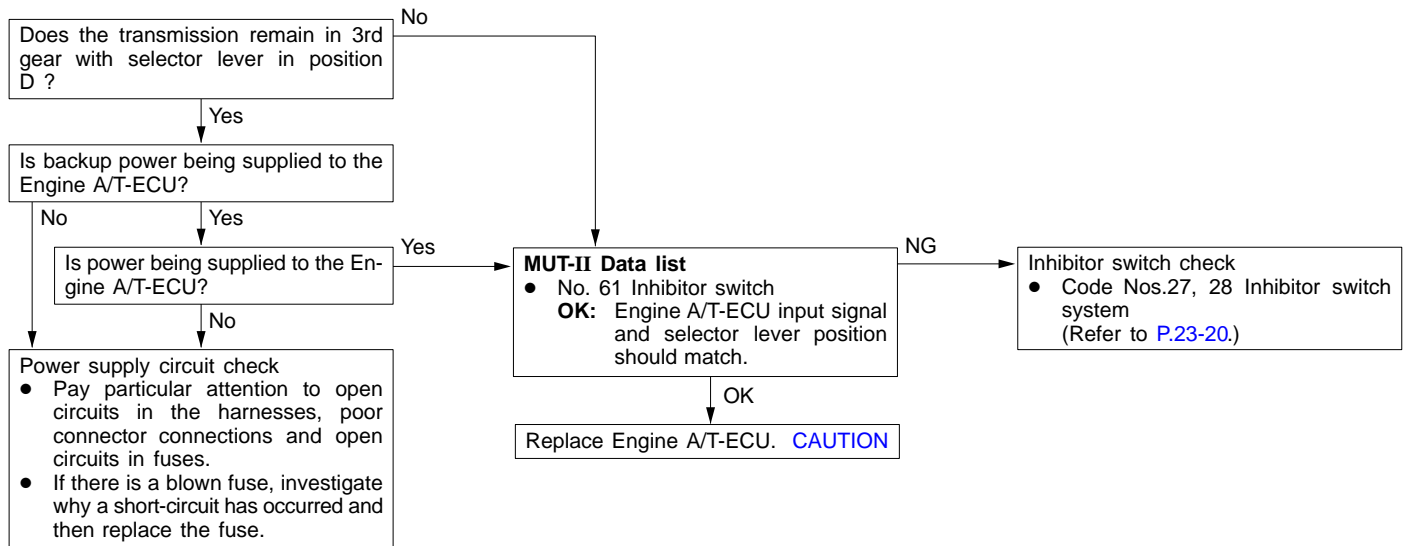 Does the transmission remain in 3rd
gear with selector lever in position
D ?
No
Yes
Is backup power being supplied to the
Engine A/T-ECU?
No
Yes
Is power being supplied to the En-
gine A/T-ECU?
Yes
No
Power supply circuit check
● Pay particular attention to open
circuits in the harnesses, poor
connector connections and open
circuits in fuses.
● If there is a blown fuse, investigate
why a short-circuit has occurred and
then replace the fuse.
MUT-II Data list
● No. 61 Inhibitor switch
OK: Engine A/T-ECU input signal
and selector lever position
should match.
NG
OK
Replace Engine A/T-ECU. CAUTION
Inhibitor switch check
● Code Nos.27, 28 Inhibitor switch
system
(Refer to P.23-20.)